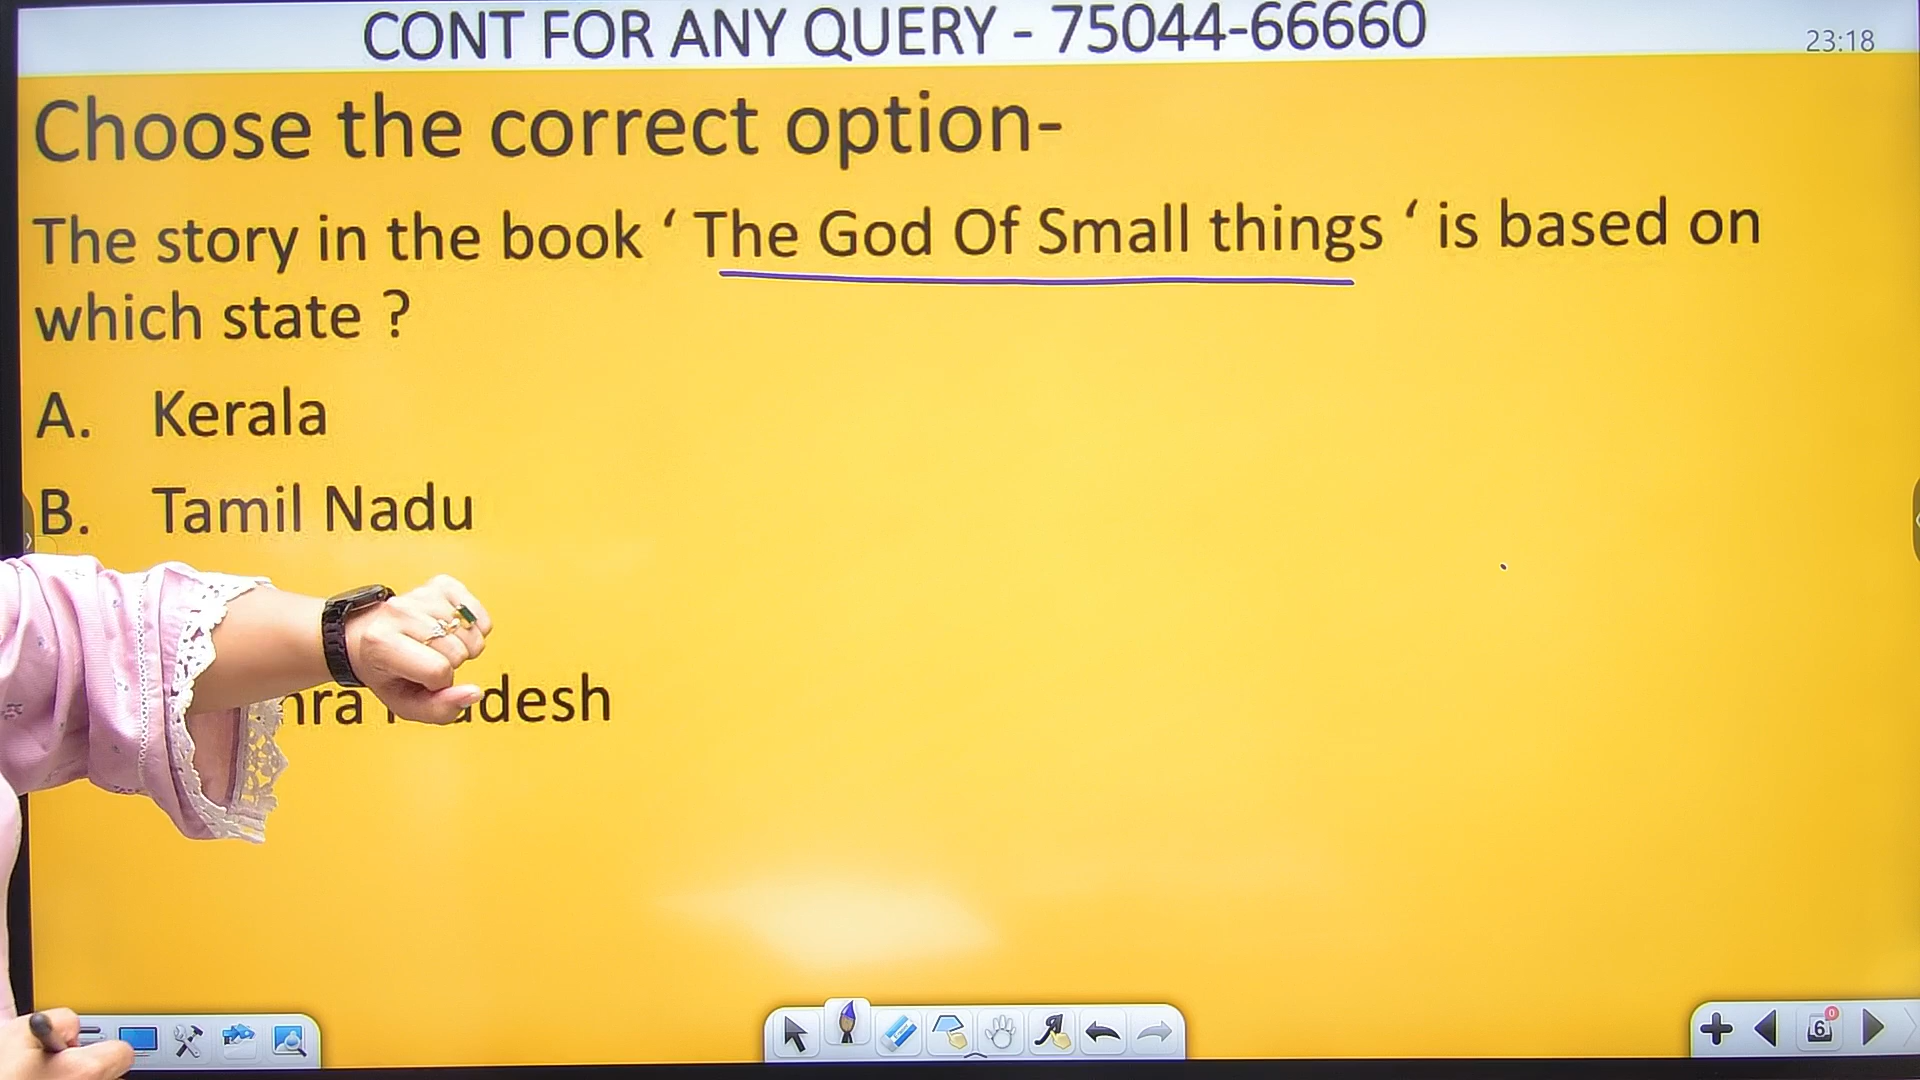 CONT FOR ANY QUERY - 75044-66660
23:18
Choose the correct option-
The story in the book ‘ The God Of Small things ‘ is based on
which state ?
A. Kerala
B. Tamil Nadu
6
0